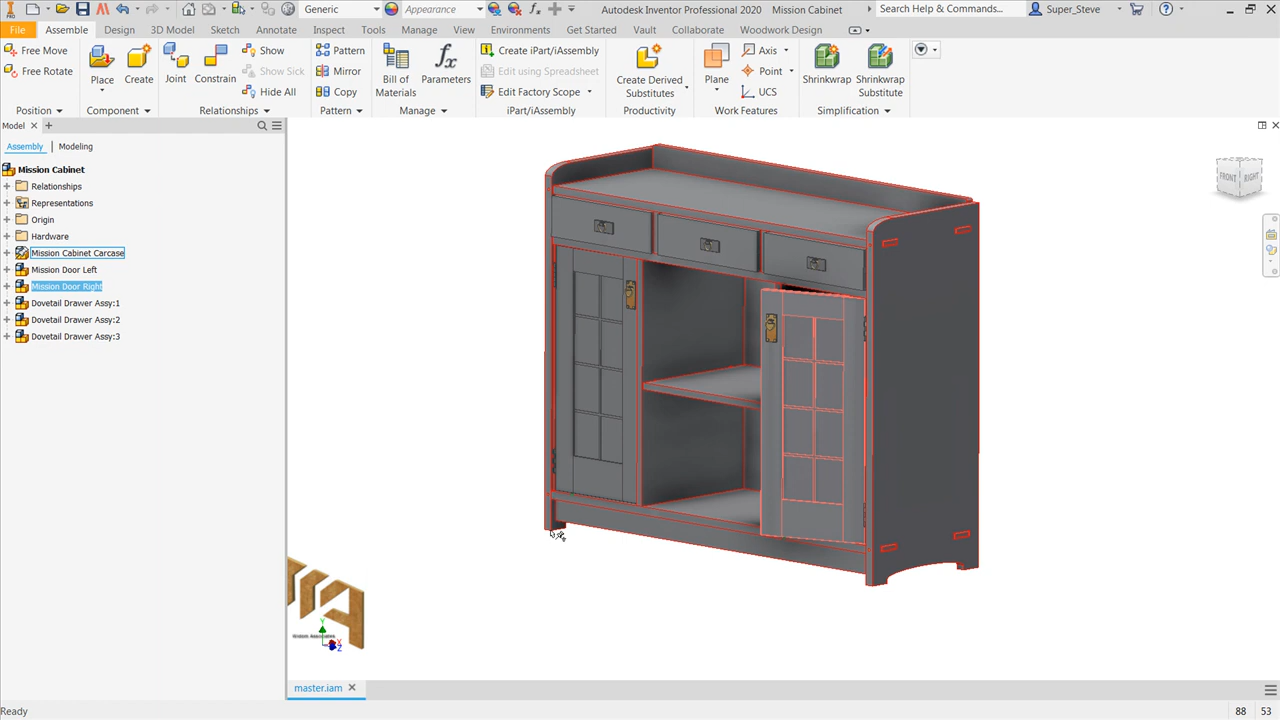 Generic
Appearance
Autodesk Inventor Professional 2020 Mission Cabinet
Search Help & Commands...
Super_Steve
PRO
File Assemble Design 3D Model Sketch Annotate Inspect Tools Manage View Environments Get Started Vault Collaborate Woodwork Design
Free Move
Free Rotate
Position
Place
Create
Component
Joint
Constrain
Show
Show Sick
Hide All
Relationships
Pattern
Mirror
Copy
Pattern
Bill of
Materials
Parameters
Manage
Create iPart/iAssembly
Edit using Spreadsheet
Edit Factory Scope
iPart/iAssembly
Create Derived
Substitutes
Productivity
Plane
Axis
Point
UCS
Work Features
Shrinkwrap
Shrinkwrap
Substitute
Simplification
Model
Assembly | Modeling
Mission Cabinet
Relationships
Representations
Origin
Hardware
Mission Cabinet Carcase
Mission Door Left
Mission Door Right
Dovetail Drawer Assy:1
Dovetail Drawer Assy:2
Dovetail Drawer Assy:3
FRONT RIGHT
Y
X
Z
master.iam
Ready
88 53